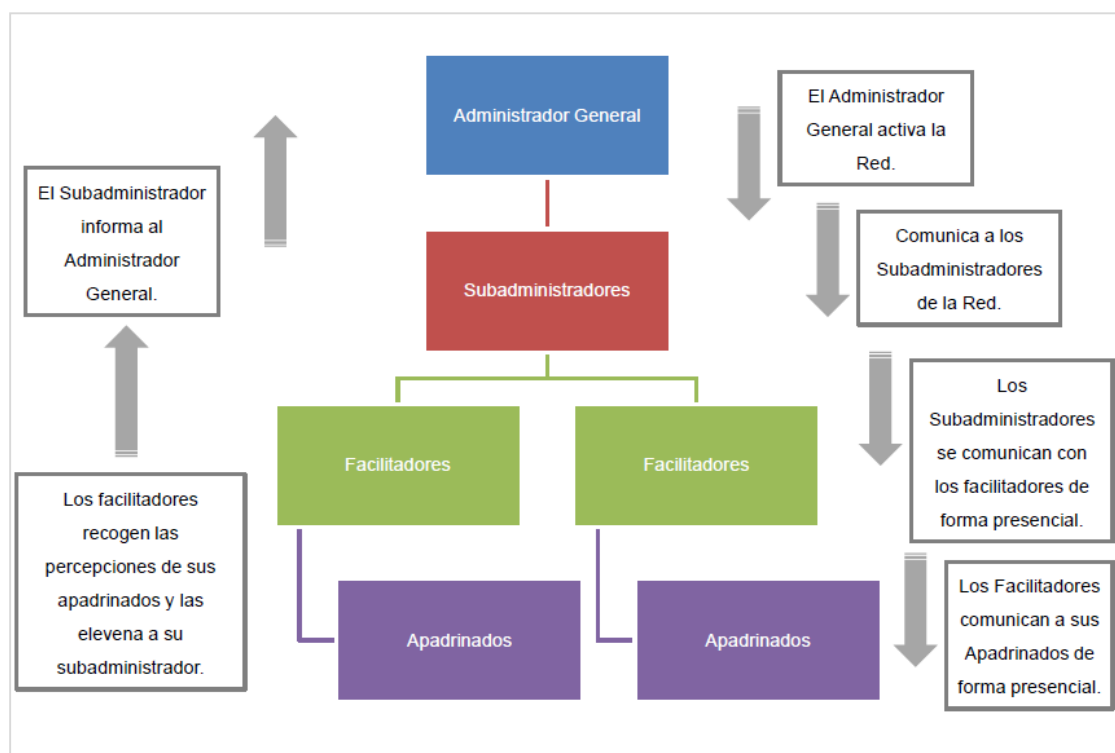 Administrador General
Subadministradores
Facilitadores
Facilitadores
Apadrinados
Apadrinados
El Administrador
General activa la
Red.
Comunica a los
Subadministradores
de la Red.
Los
Subadministradores
se comunican con
los facilitadores de
forma presencial.
Los Facilitadores
comunican a sus
Apadrinados de
forma presencial.
Los facilitadores
recogen las
percepciones de sus
apadrinados y las
elevena a su
subadministrador.
El Subadministrador
informa al
Administrador
General.